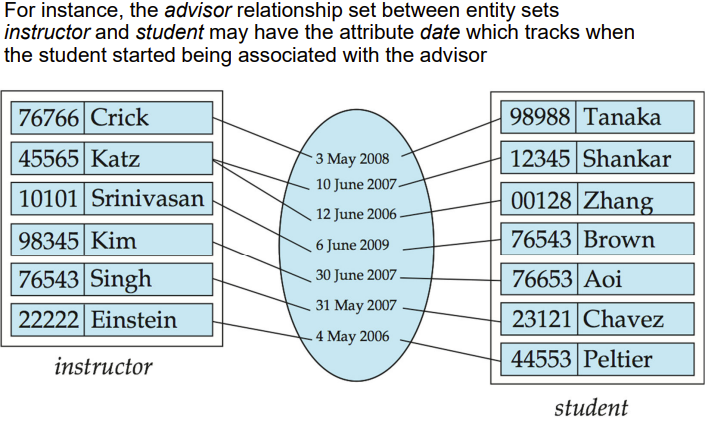 For instance, the advisor relationship set between entity sets
instructor and student may have the attribute date which tracks when
the student started being associated with the advisor
76766 Crick
45565 Katz
10101 Srinivasan
98345 Kim
76543 Singh
22222 Einstein
instructor
3 May 2008
10 June 2007
12 June 2006
6 June 2009
30 June 2007
31 May 2007
4 May 2006
98988 Tanaka
12345 Shankar
00128 Zhang
76543 Brown
76653 Aoi
23121 Chavez
44553 Peltier
student